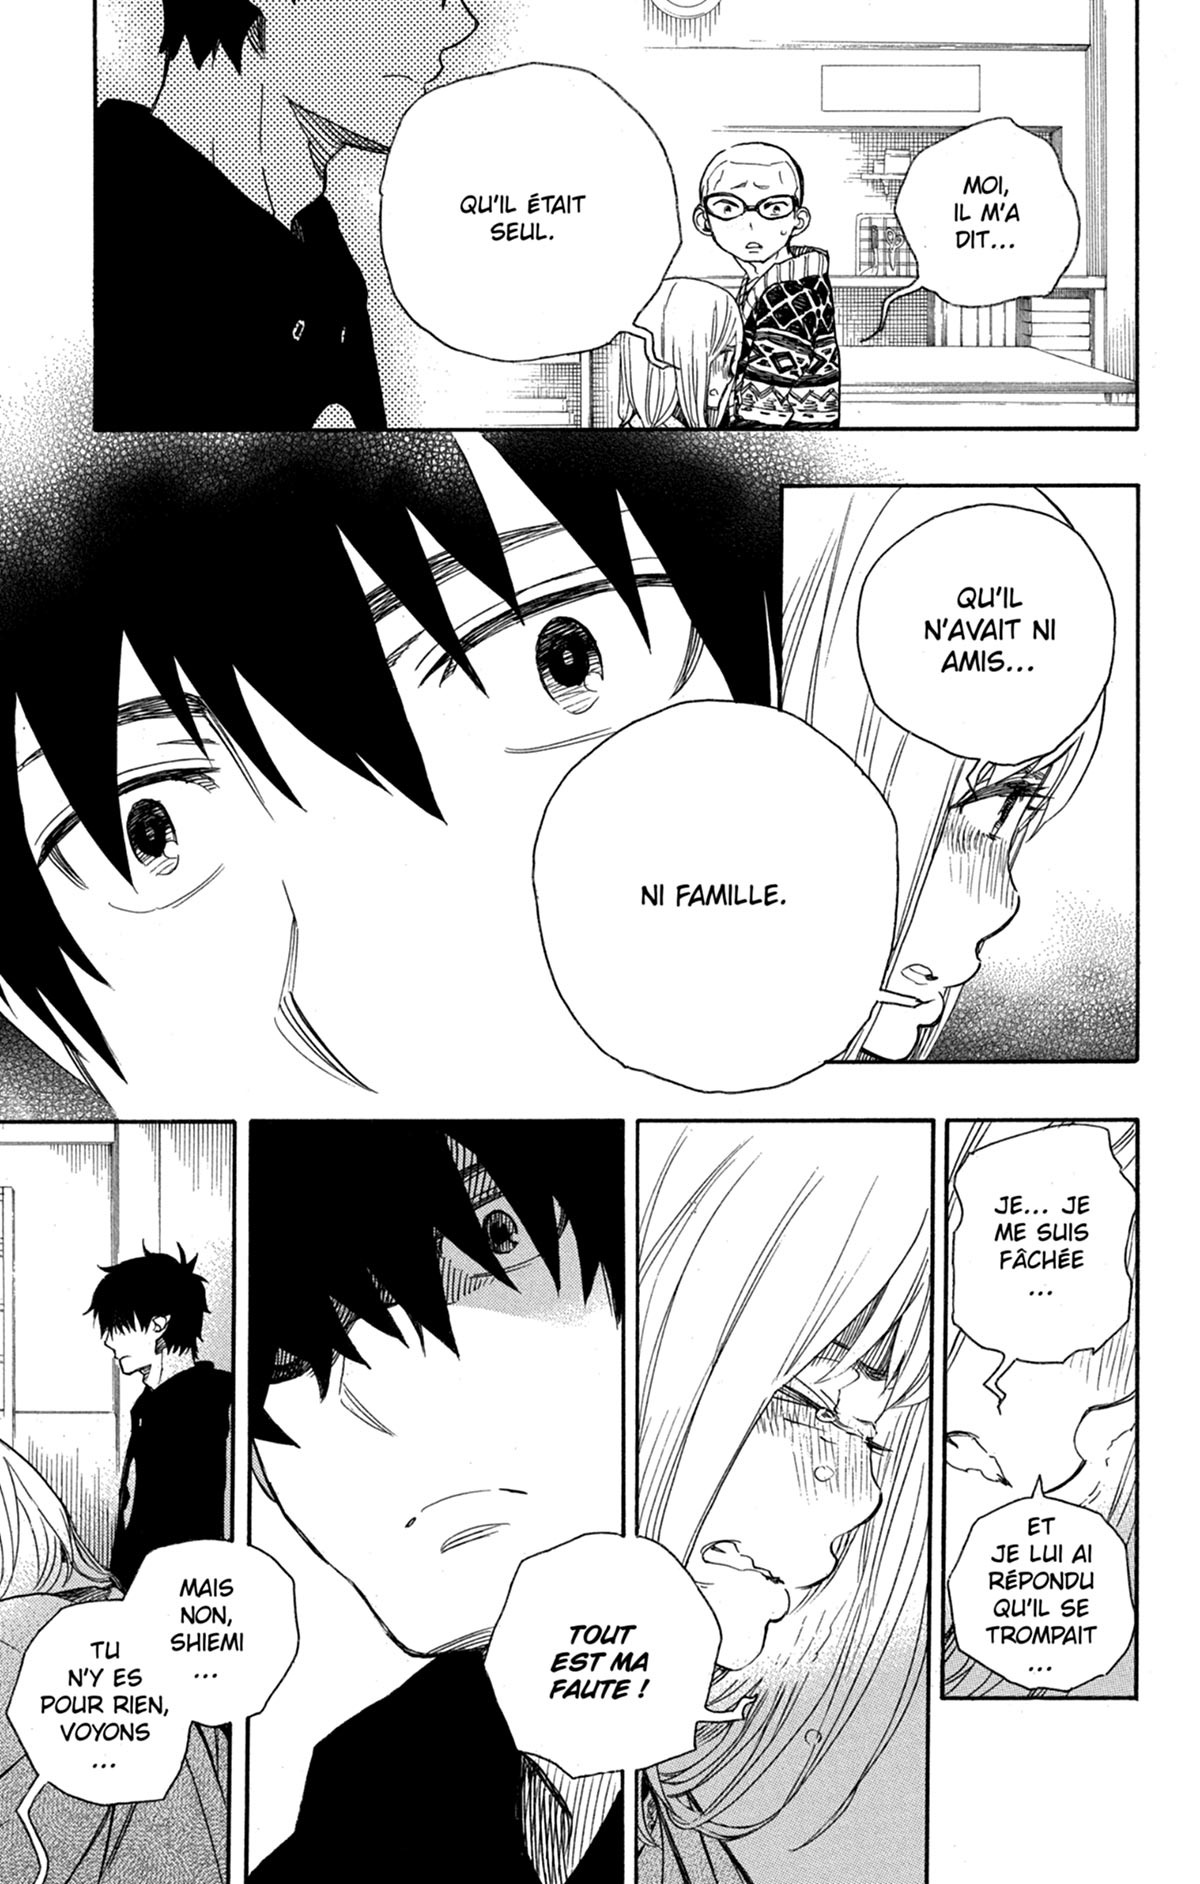 MOI,
IL M'A
DIT...
QU'IL ÉTAIT
SEUL.
QU'IL
N'AVAIT NI
AMIS...
NI FAMILLE.
JE... JE
ME SUIS
FÂCHÉE
...
ET
JE LUI AI
RÉPONDU
QU'IL SE
TROMPAIT
...
TOUT
EST MA
FAUTE !
MAIS
NON,
SHIEMI
...
TU
N'Y ES
POUR RIEN,
VOYONS
...